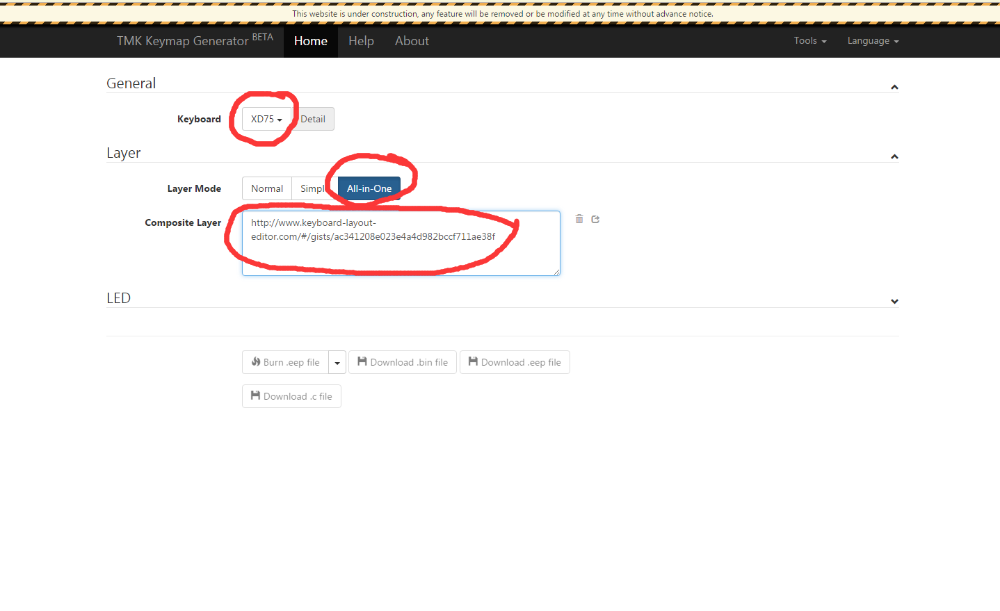 This website is under construction, any feature will be removed or be modified at any time without advance notice.
TMK Keymap Generator BETA Home Help About Tools Language
General
Keyboard XD75 Detail
Layer
Layer Mode Normal Simpl All-in-One
Composite Layer http://www.keyboard-layout-
editor.com/#/gists/ac341208e023e4a4d982bccf711ae38f
LED
Burn .eep file Download .bin file Download .eep file
Download .c file